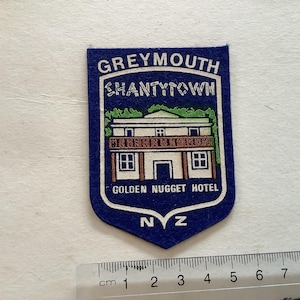 GREYMOUTH
SHANTYTOWN
GOLDEN NUGGET HOTEL
N Z
cm 1 2 3 4 5 6 7